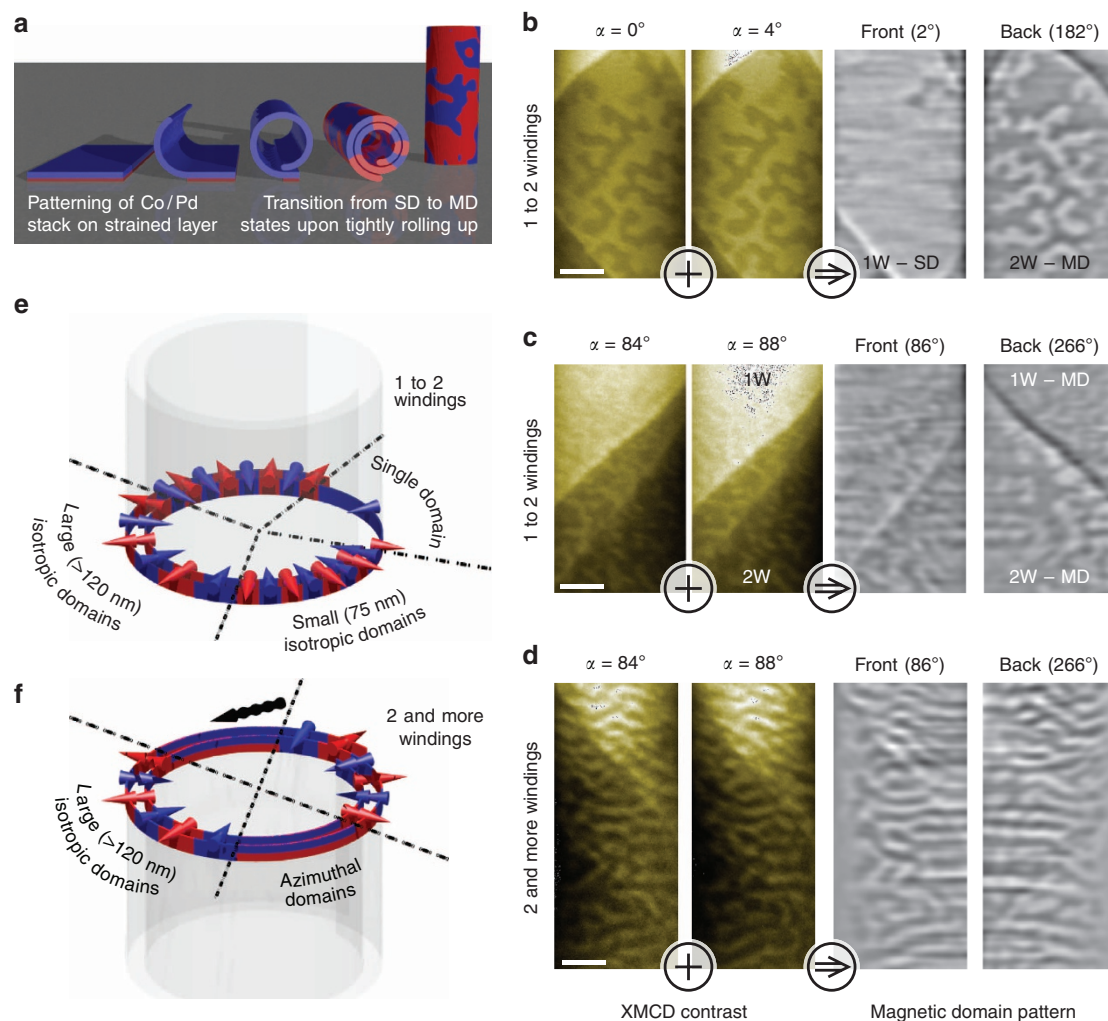 a
Patterning of Co/Pd
stack on strained layer
Transition from SD to MD
states upon tightly rolling up
b
α = 0°
α = 4°
Front (2°)
Back (182°)
1 to 2 windings
1W – SD
2W – MD
e
1 to 2
windings
Single domain
Large (>120 nm)
isotropic domains
Small (75 nm)
isotropic domains
c
α = 84°
α = 88°
Front (86°)
Back (266°)
1 to 2 windings
1W
2W
1W – MD
2W – MD
f
2 and more
windings
Large (>120 nm)
isotropic domains
Azimuthal
domains
d
α = 84°
α = 88°
Front (86°)
Back (266°)
2 and more windings
XMCD contrast
Magnetic domain pattern